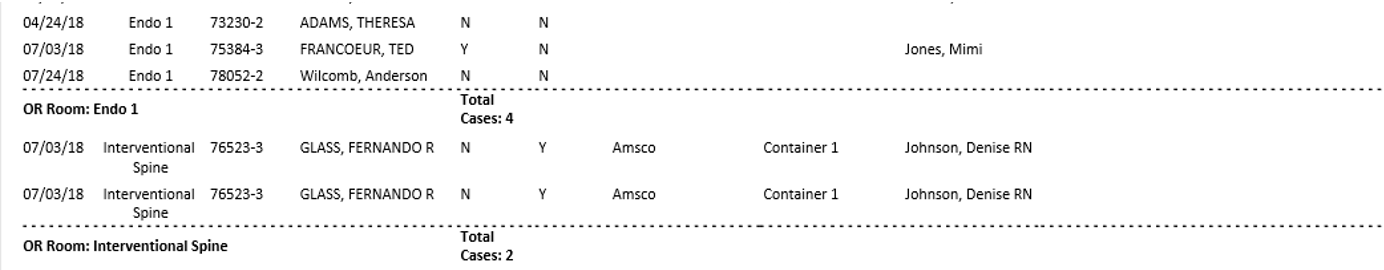 04/24/18 Endo 1 73230-2 ADAMS, THERESA N N
07/03/18 Endo 1 75384-3 FRANCOEUR, TED Y N Jones, Mimi
07/24/18 Endo 1 78052-2 Wilcomb, Anderson N N
OR Room: Endo 1 Total
Cases: 4
07/03/18 Interventional 76523-3 GLASS, FERNANDO R N Y Amsco Container 1 Johnson, Denise RN
Spine
07/03/18 Interventional 76523-3 GLASS, FERNANDO R N Y Amsco Container 1 Johnson, Denise RN
Spine
OR Room: Interventional Spine Total
Cases: 2